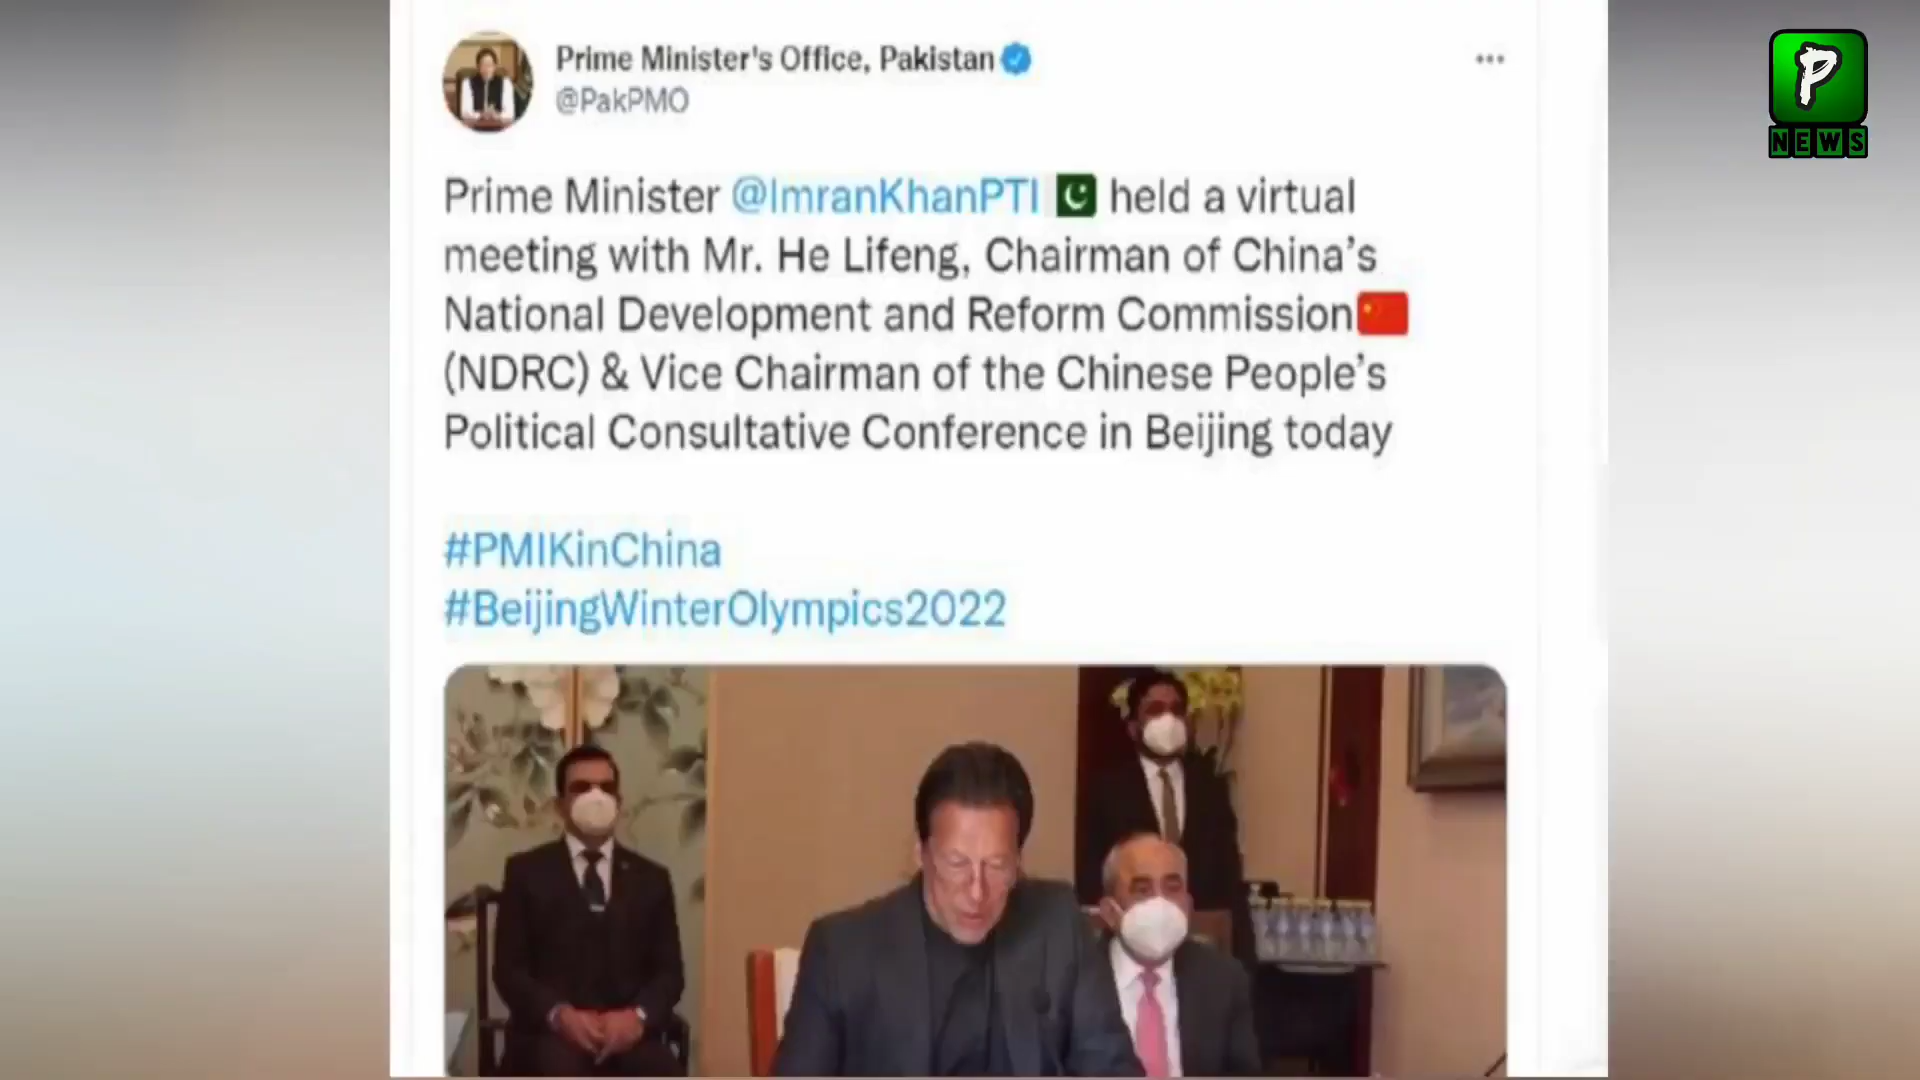 Prime Minister's Office, Pakistan
@PakPMO
Prime Minister @ImranKhanPTI 🇵🇰 held a virtual
meeting with Mr. He Lifeng, Chairman of China’s
National Development and Reform Commission🇨🇳
(NDRC) & Vice Chairman of the Chinese People’s
Political Consultative Conference in Beijing today
#PMIKinChina
#BeijingWinterOlympics2022
P
NEWS